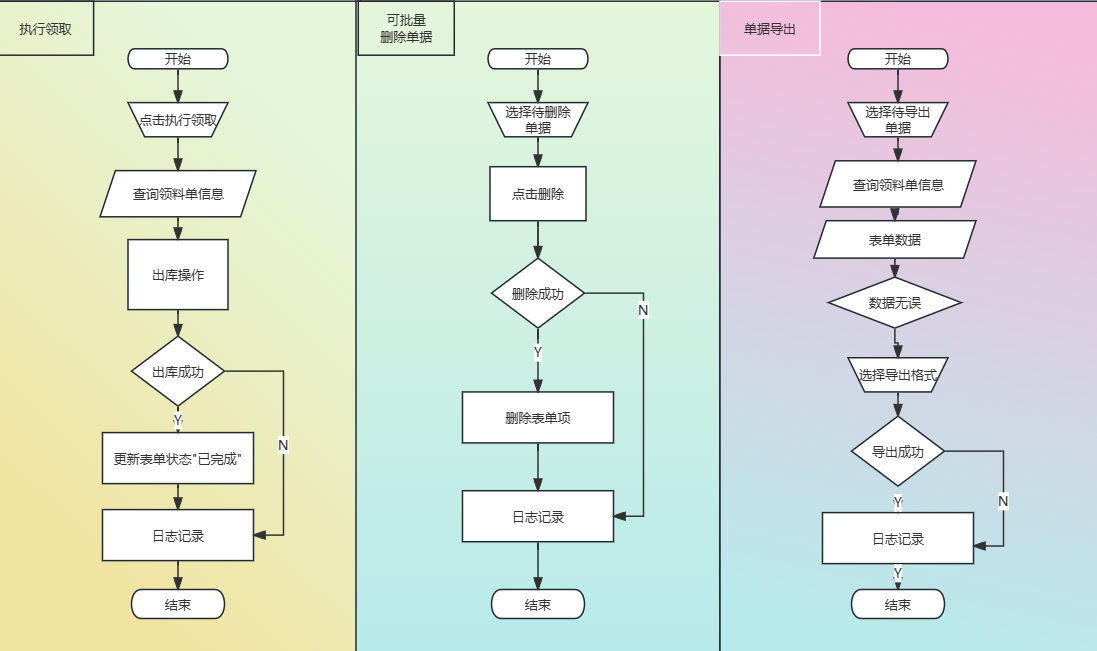 执行领取
开始
点击执行领取
查询领料单信息
出库操作
出库成功
Y
N
更新表单状态"已完成"
日志记录
结束
可批量
删除单据
开始
选择待删除
单据
点击删除
删除成功
N
Y
删除表单项
日志记录
结束
单据导出
开始
选择待导出
单据
查询领料单信息
表单数据
数据无误
选择导出格式
导出成功
Y
N
日志记录
Y
结束